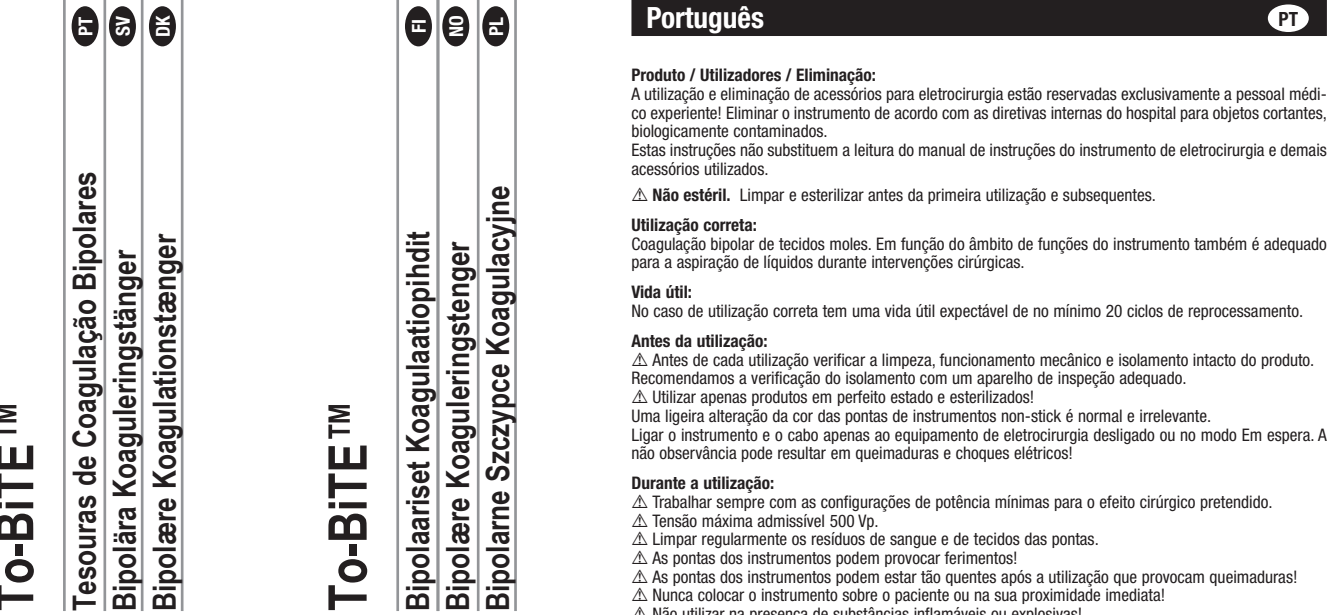 To-BiTE™
Tesouras de Coagulação Bipolares PT
Bipolära Koaguleringstänger SV
Bipolære Koagulationstænger DK
To-BiTE™
Bipolaariset Koagulaatiopihdit FI
Bipolære Koaguleringstenger NO
Bipolarne Szczypce Koagulacyjne PL
Português PT
Produto / Utilizadores / Eliminação:
A utilização e eliminação de acessórios para eletrocirurgia estão reservadas exclusivamente a pessoal médi-
co experiente! Eliminar o instrumento de acordo com as diretivas internas do hospital para objetos cortantes,
biologicamente contaminados.
Estas instruções não substituem a leitura do manual de instruções do instrumento de eletrocirurgia e demais
acessórios utilizados.
⚠ Não estéril. Limpar e esterilizar antes da primeira utilização e subsequentes.
Utilização correta:
Coagulação bipolar de tecidos moles. Em função do âmbito de funções do instrumento também é adequado
para a aspiração de líquidos durante intervenções cirúrgicas.
Vida útil:
No caso de utilização correta tem uma vida útil expectável de no mínimo 20 ciclos de reprocessamento.
Antes da utilização:
⚠ Antes de cada utilização verificar a limpeza, funcionamento mecânico e isolamento intacto do produto.
Recomendamos a verificação do isolamento com um aparelho de inspeção adequado.
⚠ Utilizar apenas produtos em perfeito estado e esterilizados!
Uma ligeira alteração da cor das pontas de instrumentos non-stick é normal e irrelevante.
Ligar o instrumento e o cabo apenas ao equipamento de eletrocirurgia desligado ou no modo Em espera. A
não observância pode resultar em queimaduras e choques elétricos!
Durante a utilização:
⚠ Trabalhar sempre com as configurações de potência mínimas para o efeito cirúrgico pretendido.
⚠ Tensão máxima admissível 500 Vp.
⚠ Limpar regularmente os resíduos de sangue e de tecidos das pontas.
⚠ As pontas dos instrumentos podem provocar ferimentos!
⚠ As pontas dos instrumentos podem estar tão quentes após a utilização que provocam queimaduras!
⚠ Nunca colocar o instrumento sobre o paciente ou na sua proximidade imediata!
⚠ Não utilizar na presença de substâncias inflamáveis ou explosivas!